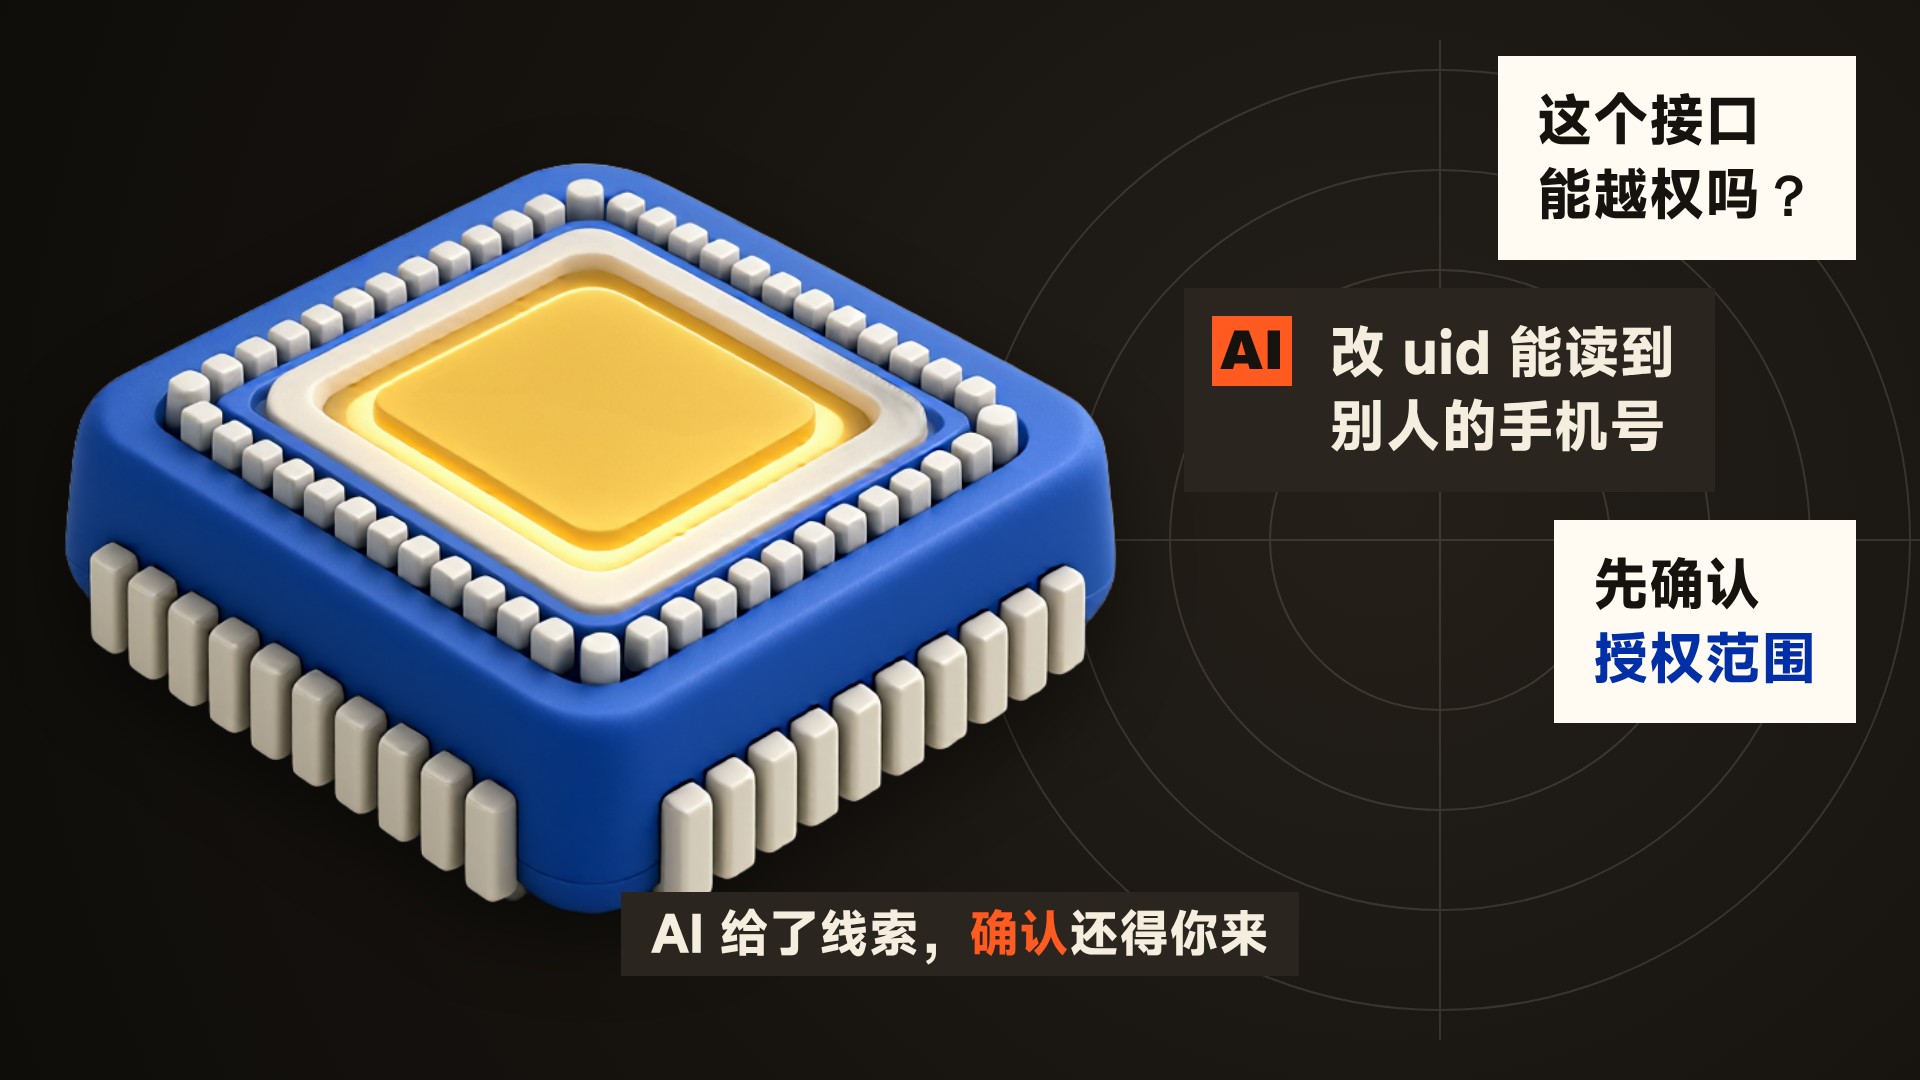 这个接口
能越权吗？
AI 改 uid 能读到
别人的手机号
先确认
授权范围
AI 给了线索，确认还得你来